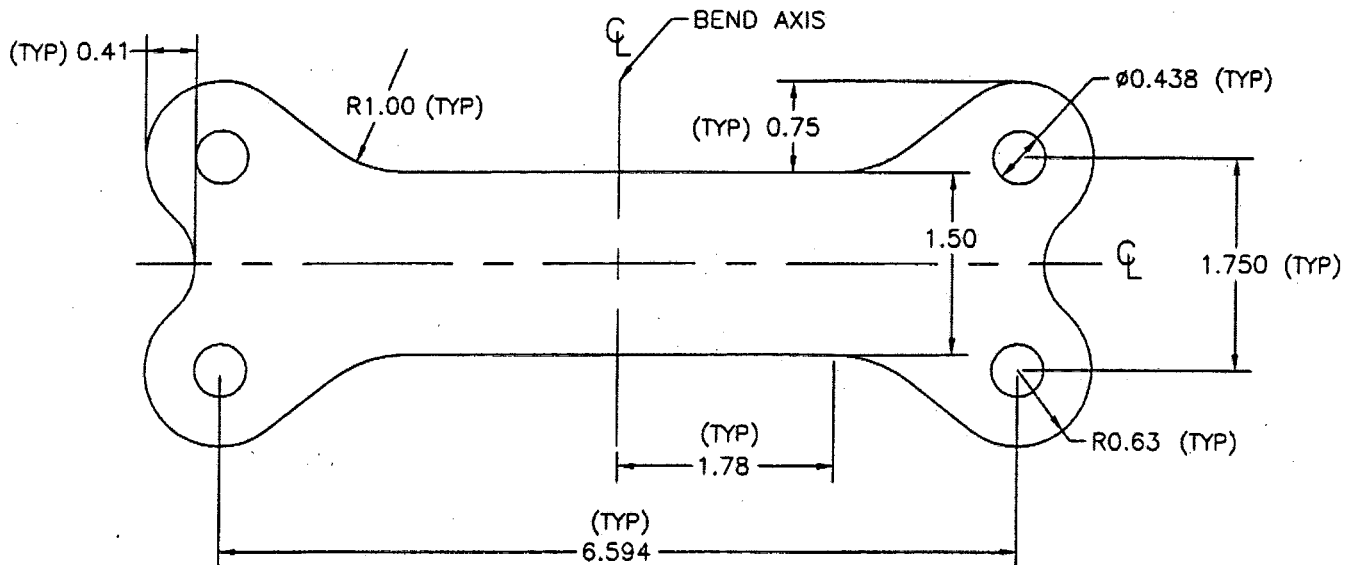 BEND AXIS
(TYP) 0.41
R1.00 (TYP)
(TYP) 0.75
ø0.438 (TYP)
1.50
1.750 (TYP)
(TYP)
1.78
R0.63 (TYP)
(TYP)
6.594